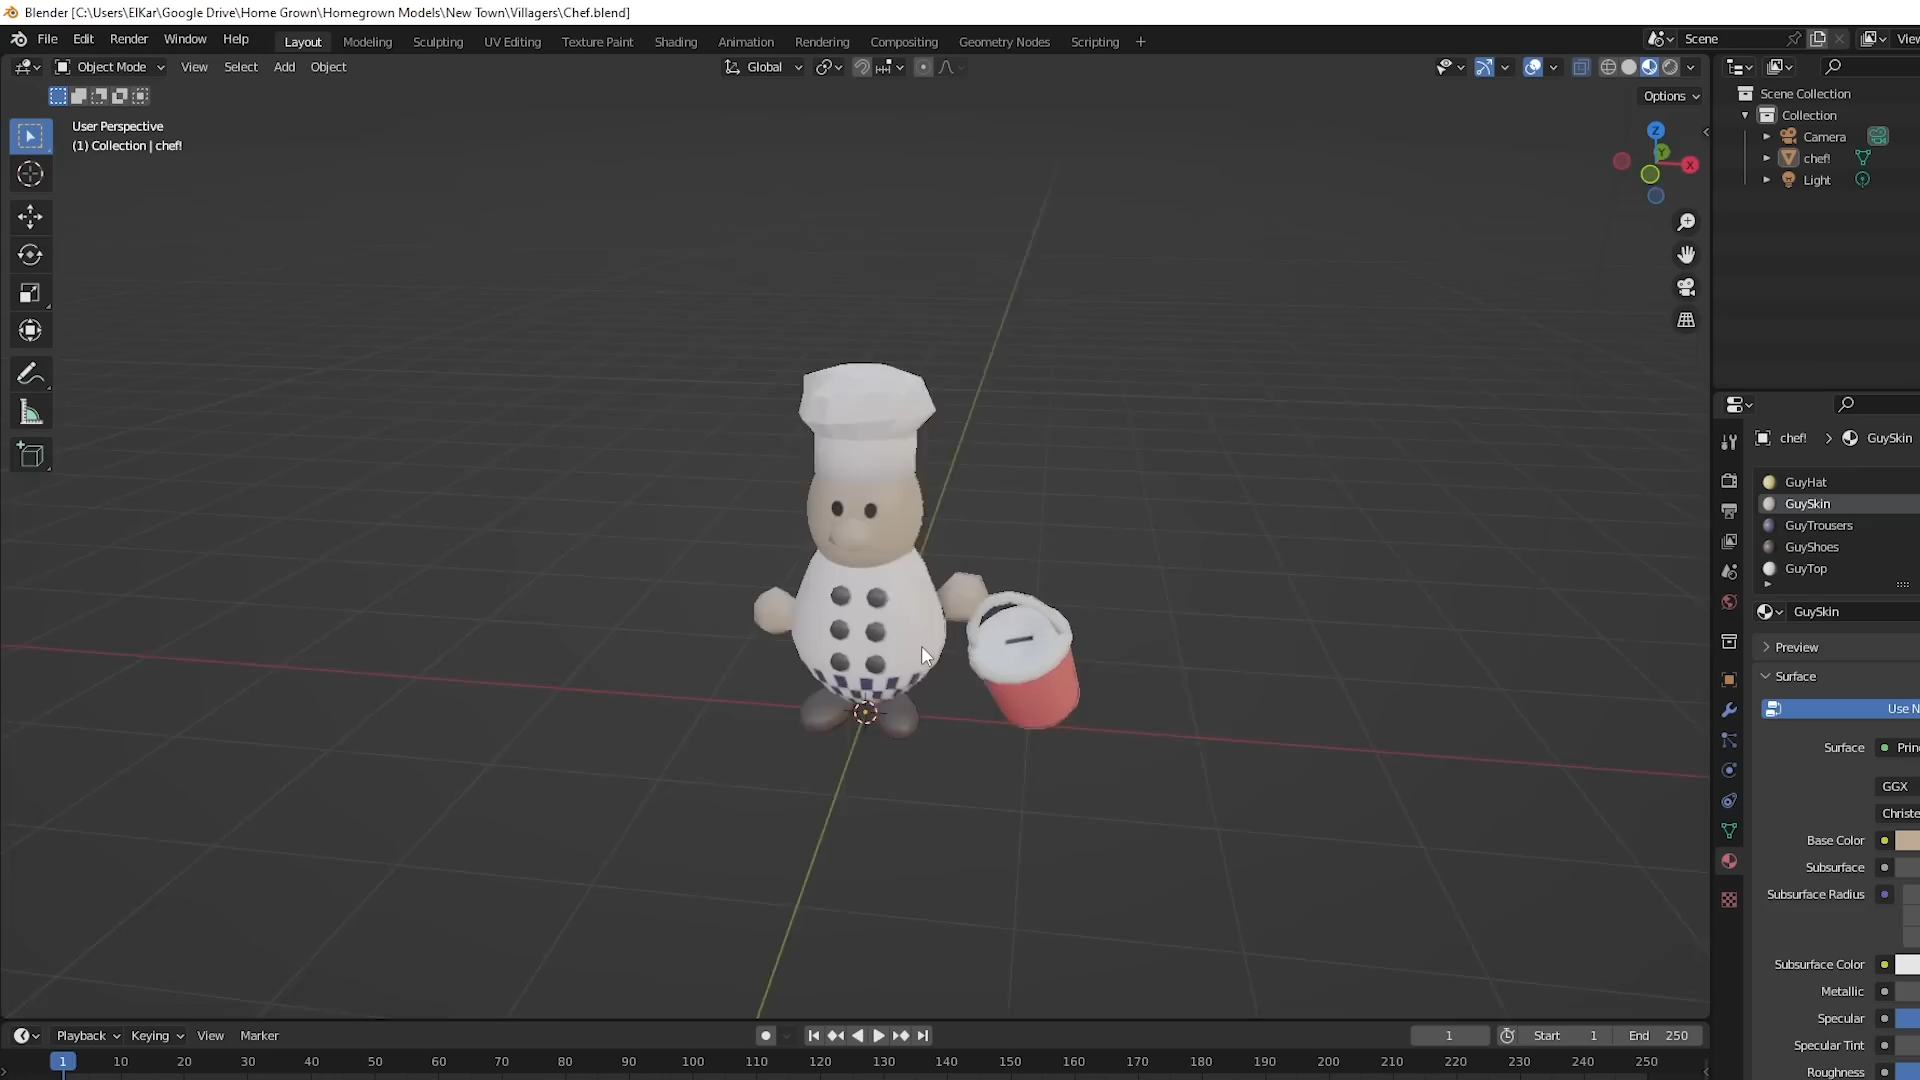 Blender [C:\Users\ElKar\Google Drive\Home Grown\Homegrown Models\New Town\Villagers\Chef.blend]
File Edit Render Window Help Layout Modeling Sculpting UV Editing Texture Paint Shading Animation Rendering Compositing Geometry Nodes Scripting + Scene View
Object Mode View Select Add Object Global
Options
User Perspective
(1) Collection | chef!
Z
Y
X
Scene Collection
Collection
Camera
chef!
Light
chef! > GuySkin
GuyHat
GuySkin
GuyTrousers
GuyShoes
GuyTop
GuySkin
Preview
Surface
Use N
Surface Prin
GGX
Christe
Base Color
Subsurface
Subsurface Radius
Subsurface Color
Metallic
Specular
Specular Tint
Roughness
Playback Keying View Marker 1 Start 1 End 250
1 10 20 30 40 50 60 70 80 90 100 110 120 130 140 150 160 170 180 190 200 210 220 230 240 250